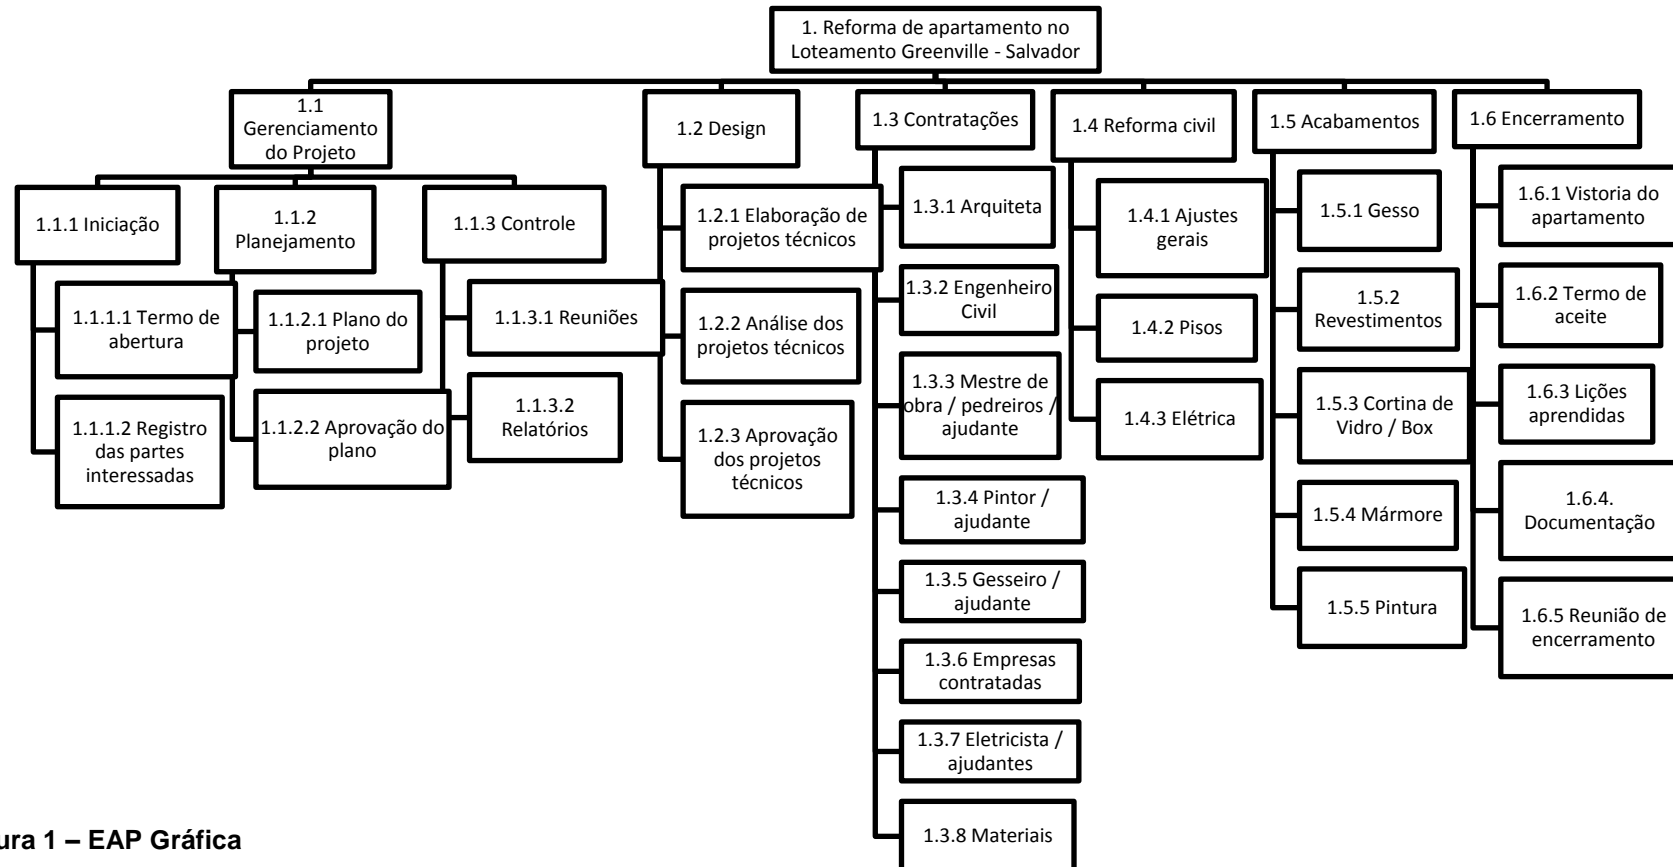 1. Reforma de apartamento no
Loteamento Greenville - Salvador
1.1
Gerenciamento
do Projeto
1.1.1 Iniciação
1.1.1.1 Termo de
abertura
1.1.1.2 Registro
das partes
interessadas
1.1.2
Planejamento
1.1.2.1 Plano do
projeto
1.1.2.2 Aprovação do
plano
1.1.3 Controle
1.1.3.1 Reuniões
1.1.3.2
Relatórios
1.2 Design
1.2.1 Elaboração de
projetos técnicos
1.2.2 Análise dos
projetos técnicos
1.2.3 Aprovação
dos projetos
técnicos
1.3 Contratações
1.3.1 Arquiteta
1.3.2 Engenheiro
Civil
1.3.3 Mestre de
obra / pedreiros /
ajudante
1.3.4 Pintor /
ajudante
1.3.5 Gesseiro /
ajudante
1.3.6 Empresas
contratadas
1.3.7 Eletricista /
ajudantes
1.3.8 Materiais
1.4 Reforma civil
1.4.1 Ajustes
gerais
1.4.2 Pisos
1.4.3 Elétrica
1.5 Acabamentos
1.5.1 Gesso
1.5.2
Revestimentos
1.5.3 Cortina de
Vidro / Box
1.5.4 Mármore
1.5.5 Pintura
1.6 Encerramento
1.6.1 Vistoria do
apartamento
1.6.2 Termo de
aceite
1.6.3 Lições
aprendidas
1.6.4.
Documentação
1.6.5 Reunião de
encerramento
ura 1 – EAP Gráfica